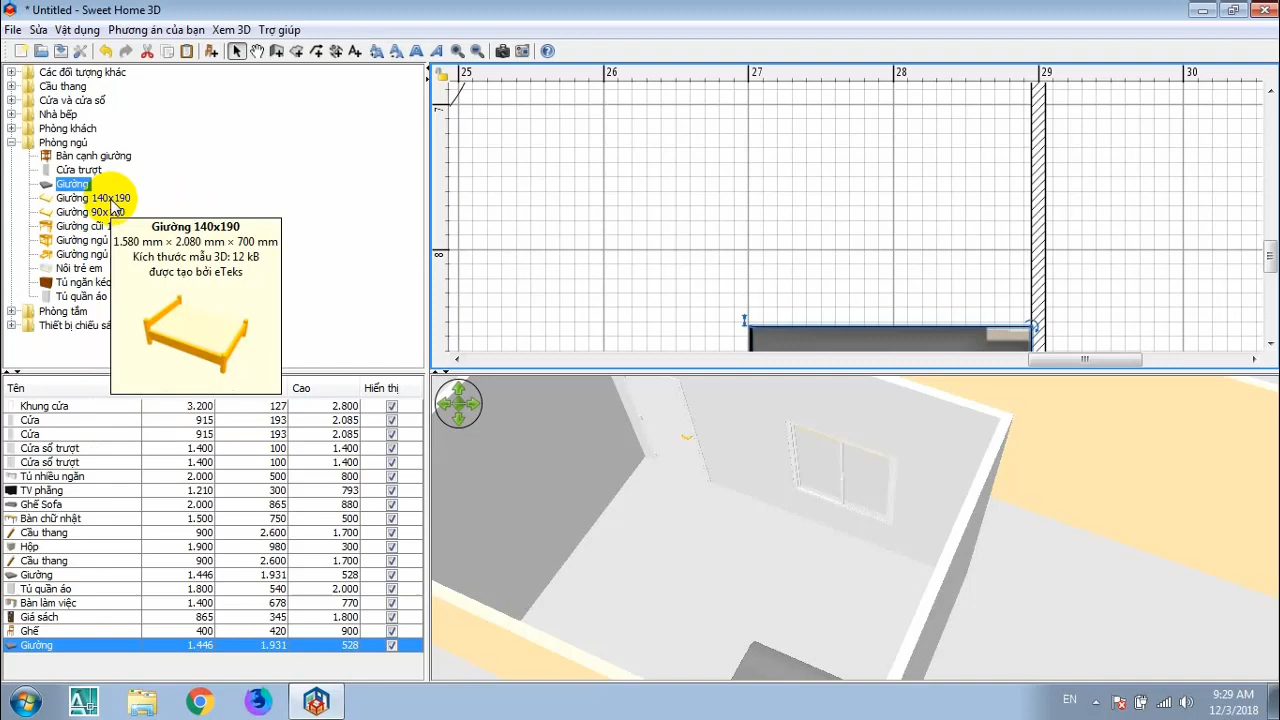 * Untitled - Sweet Home 3D
File Sửa Vật dụng Phương án của bạn Xem 3D Trợ giúp
Các đối tượng khác
Cầu thang
Cửa và cửa sổ
Nhà bếp
Phòng khách
Phòng ngủ
Bàn cạnh giường
Cửa trượt
Giường
Giường 140x190
Giường 90x
Giường cũi 1
Giường ngủ
Giường ngủ
Nôi trẻ em
Tủ ngăn kéo
Tủ quần áo
Phòng tắm
Thiết bị chiếu sá
Giường 140x190
1.580 mm × 2.080 mm × 700 mm
Kích thước mẫu 3D: 12 kB
được tạo bởi eTeks
25 26 27 28 29 30
7
8
Tên Cao Hiển thị
Khung cửa 3.200 127 2.800
Cửa 915 193 2.085
Cửa 915 193 2.085
Cửa sổ trượt 1.400 100 1.400
Cửa sổ trượt 1.400 100 1.400
Tủ nhiều ngăn 2.000 500 800
TV phẳng 1.210 300 793
Ghế Sofa 2.000 865 880
Bàn chữ nhật 1.500 750 500
Cầu thang 900 2.600 1.700
Hộp 1.900 980 300
Cầu thang 900 2.600 1.700
Giường 1.446 1.931 528
Tủ quần áo 1.800 540 2.000
Bàn làm việc 1.400 678 770
Giá sách 865 345 1.800
Ghế 400 420 900
Giường 1.446 1.931 528
EN
9:29 AM
12/3/2018